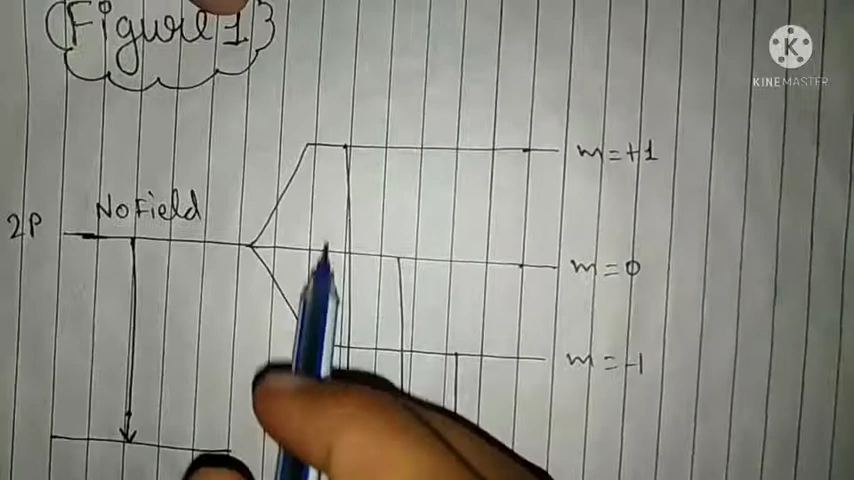 Figure 1
K
KINEMASTER
m=+1
No Field
2P
m=0
m=-1